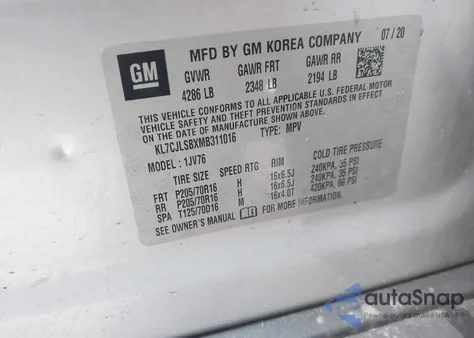 GM
MFD BY GM KOREA COMPANY 07/20
GVWR GAWR FRT GAWR RR
4286 LB 2348 LB 2194 LB
THIS VEHICLE CONFORMS TO ALL APPLICABLE U.S. FEDERAL MOTOR
VEHICLE SAFETY AND THEFT PREVENTION STANDARDS IN EFFECT
ON THE DATE OF MANUFACTURE SHOWN ABOVE.
KL7CJLSBXMB311016 TYPE: MPV
MODEL: 1JV76
TIRE SIZE SPEED RTG RIM COLD TIRE PRESSURE
FRT P205/70R16 H 16x6.5J 240KPA, 35 PSI
RR P205/70R16 H 16x6.5J 240KPA, 35 PSI
SPA T125/70D16 M 16x4.0T 420KPA, 60 PSI
SEE OWNER'S MANUAL FOR MORE INFORMATION.
autoSnap